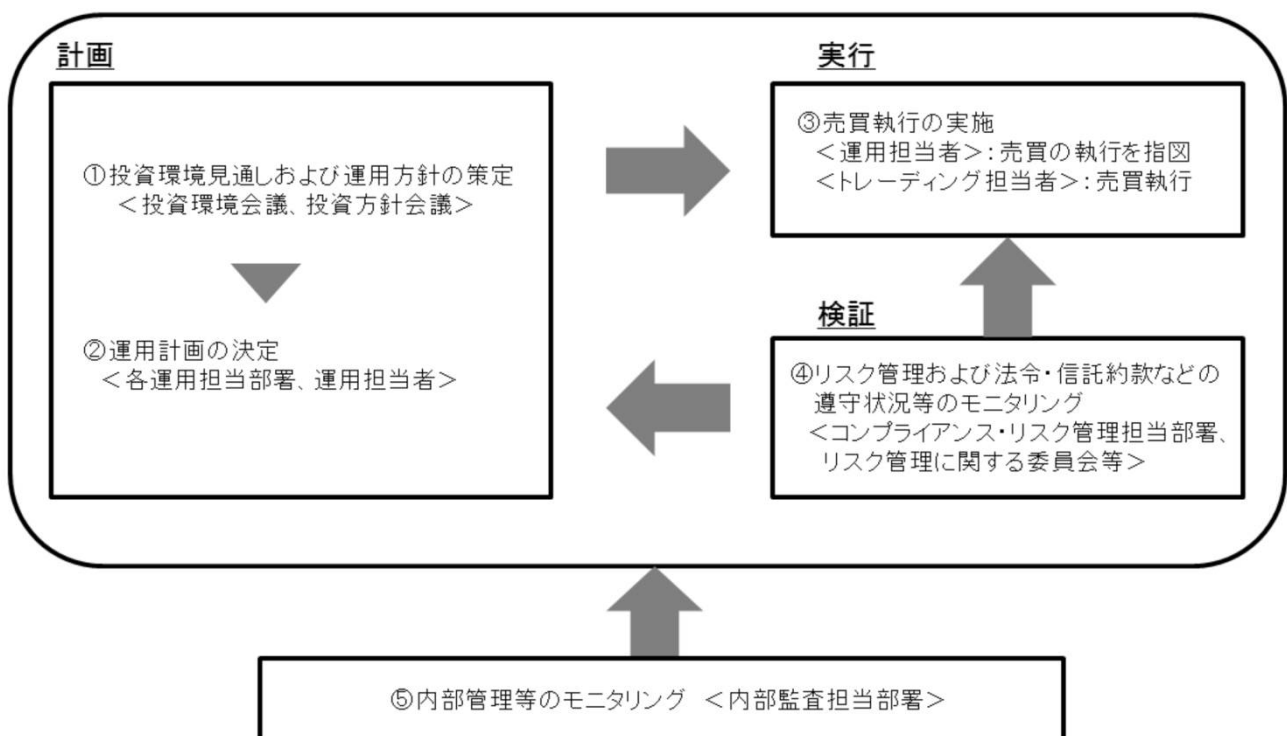 計画
①投資環境見通しおよび運用方針の策定
＜投資環境会議、投資方針会議＞
②運用計画の決定
＜各運用担当部署、運用担当者＞
実行
③売買執行の実施
＜運用担当者＞：売買の執行を指図
＜トレーディング担当者＞：売買執行
検証
④リスク管理および法令・信託約款などの
遵守状況等のモニタリング
＜コンプライアンス・リスク管理担当部署、
リスク管理に関する委員会等＞
⑤内部管理等のモニタリング ＜内部監査担当部署＞